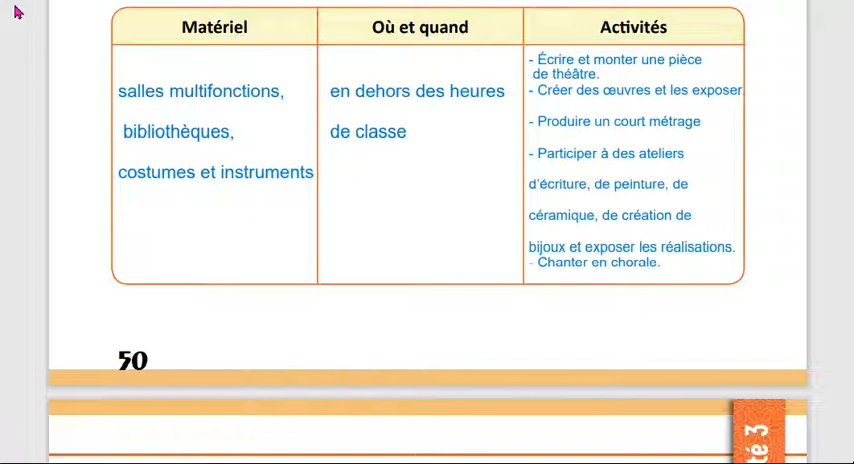 Matériel
Où et quand
Activités
salles multifonctions,
bibliothèques,
costumes et instruments
en dehors des heures
de classe
- Écrire et monter une pièce
de théâtre.
- Créer des œuvres et les exposer.
- Produire un court métrage
- Participer à des ateliers
d'écriture, de peinture, de
céramique, de création de
bijoux et exposer les réalisations.
- Chanter en chorale.
50
té 3